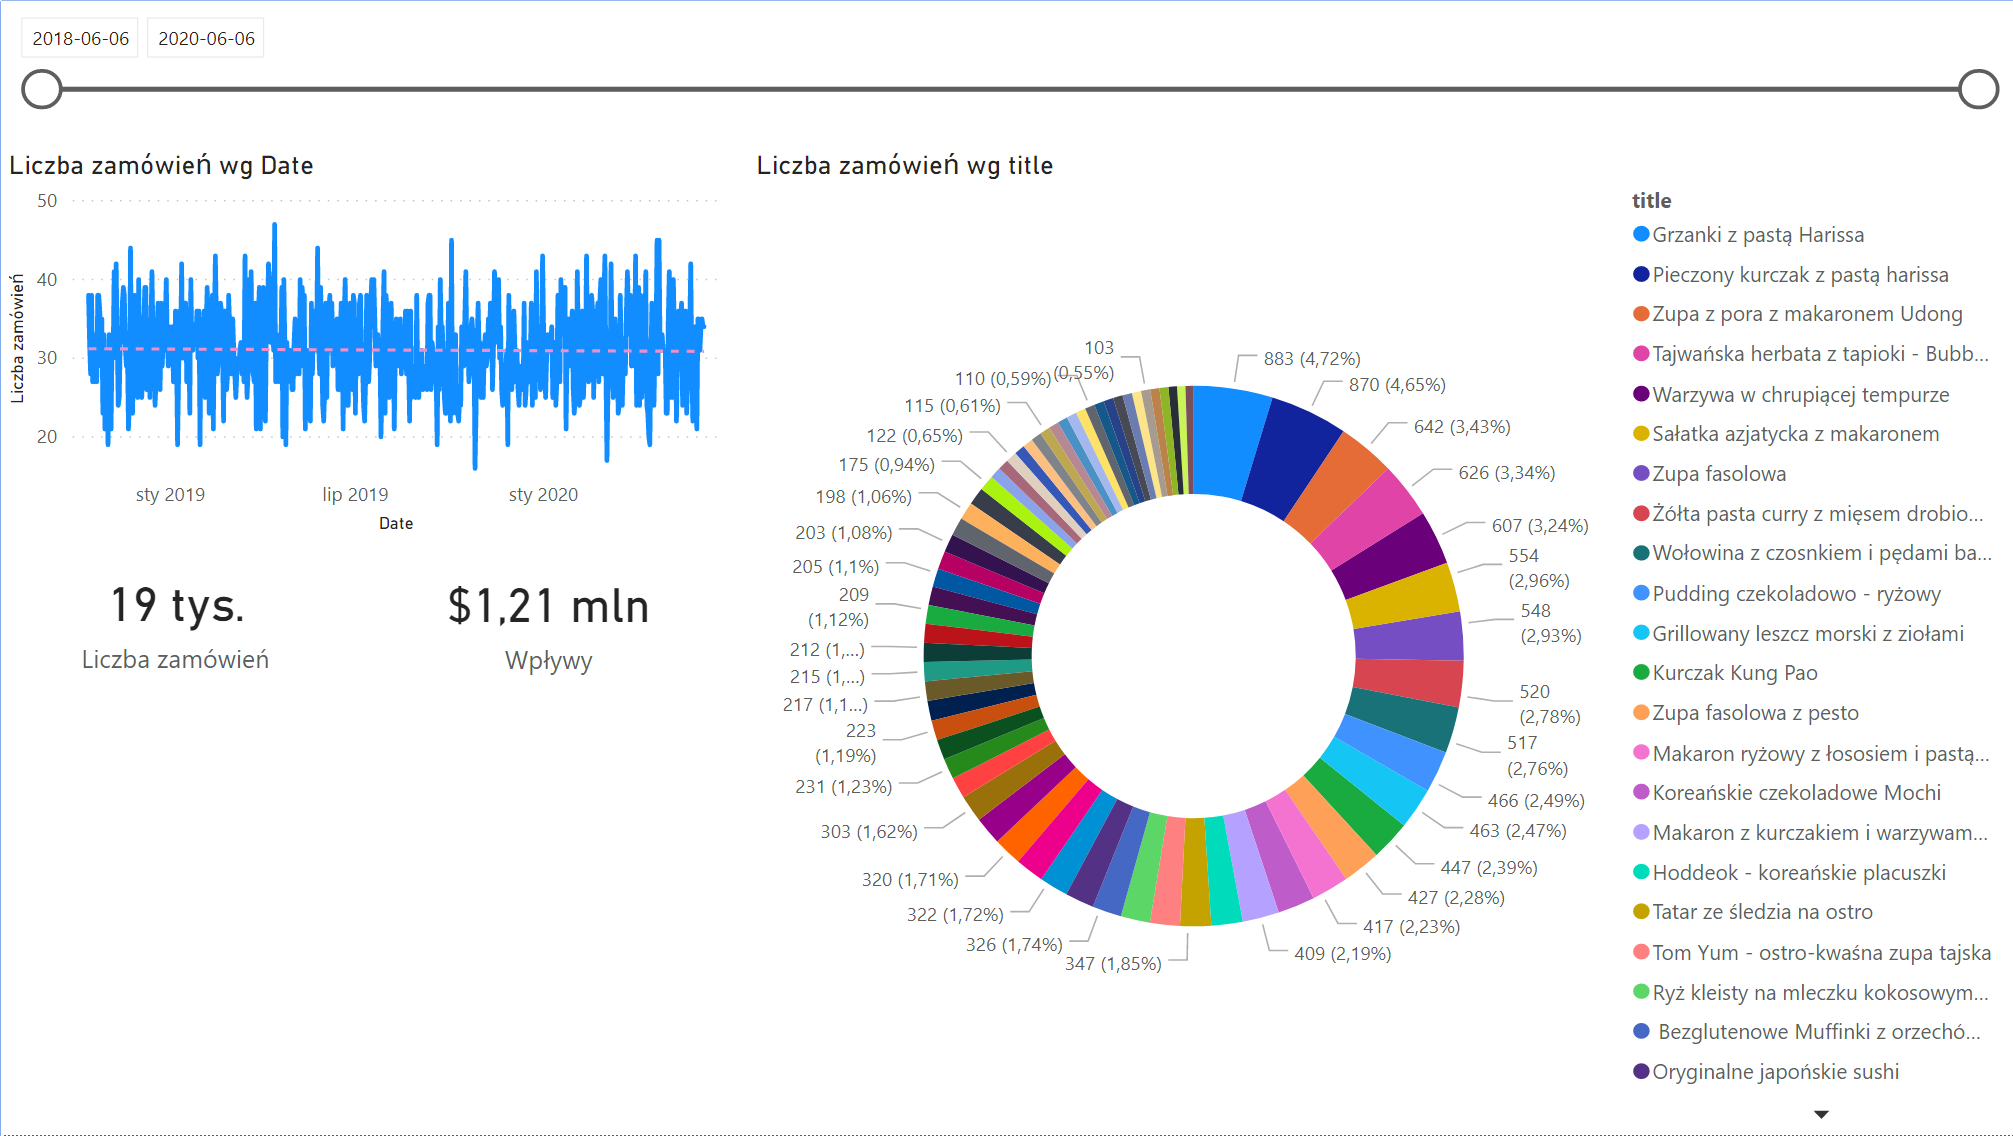 2018-06-06 2020-06-06
Liczba zamówień wg Date
50
40
30
20
Liczba zamówień
sty 2019 lip 2019 sty 2020
Date
19 tys.
Liczba zamówień
$1,21 mln
Wpływy
Liczba zamówień wg title
883 (4,72%)
870 (4,65%)
642 (3,43%)
626 (3,34%)
607 (3,24%)
554
(2,96%)
548
(2,93%)
520
(2,78%)
517
(2,76%)
466 (2,49%)
463 (2,47%)
447 (2,39%)
427 (2,28%)
417 (2,23%)
409 (2,19%)
347 (1,85%)
326 (1,74%)
322 (1,72%)
320 (1,71%)
303 (1,62%)
231 (1,23%)
223
(1,19%)
217 (1,1...)
215 (1,...)
212 (1,...)
209
(1,12%)
205 (1,1%)
203 (1,08%)
198 (1,06%)
175 (0,94%)
122 (0,65%)
115 (0,61%)
110 (0,59%)
103
(0,55%)
title
Grzanki z pastą Harissa
Pieczony kurczak z pastą harissa
Zupa z pora z makaronem Udong
Tajwańska herbata z tapioki - Bubb...
Warzywa w chrupiącej tempurze
Sałatka azjatycka z makaronem
Zupa fasolowa
Żółta pasta curry z mięsem drobio...
Wołowina z czosnkiem i pędami ba...
Pudding czekoladowo - ryżowy
Grillowany leszcz morski z ziołami
Kurczak Kung Pao
Zupa fasolowa z pesto
Makaron ryżowy z łososiem i pastą...
Koreańskie czekoladowe Mochi
Makaron z kurczakiem i warzywam...
Hoddeok - koreańskie placuszki
Tatar ze śledzia na ostro
Tom Yum - ostro-kwaśna zupa tajska
Ryż kleisty na mleczku kokosowym...
Bezglutenowe Muffinki z orzechó...
Oryginalne japońskie sushi